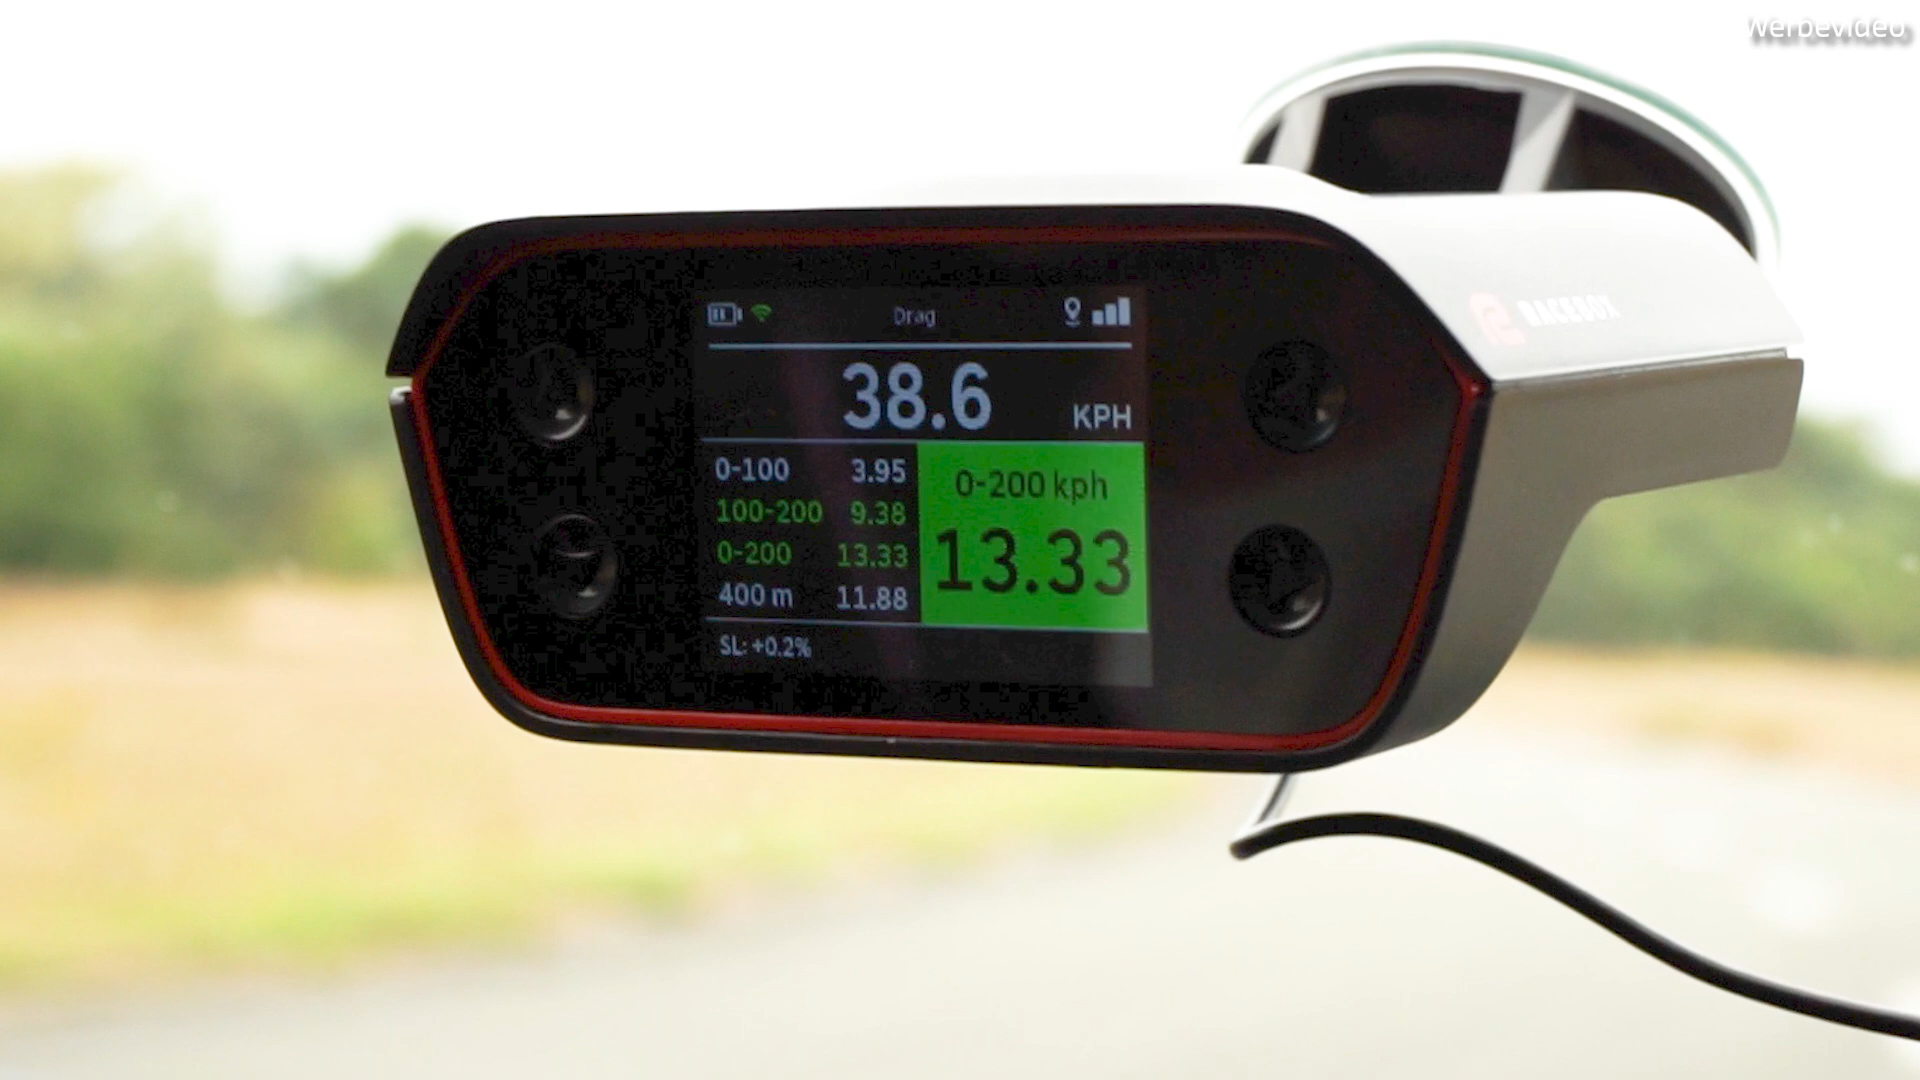 Werbevideo
Drag
38.6 KPH
0-100 3.95
100-200 9.38
0-200 13.33
400 m 11.88
0-200 kph
13.33
SL: +0.2%
RACEBOX